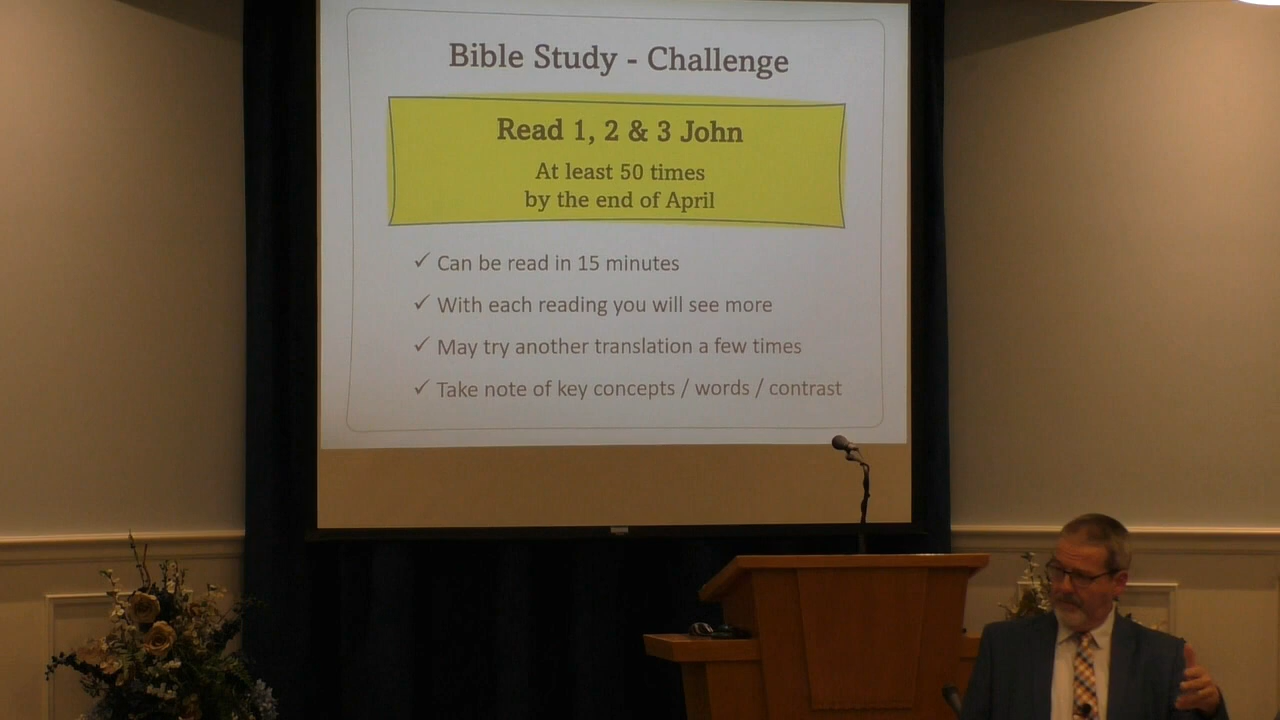 Bible Study - Challenge
Read 1, 2 & 3 John
At least 50 times
by the end of April
✓ Can be read in 15 minutes
✓ With each reading you will see more
✓ May try another translation a few times
✓ Take note of key concepts / words / contrast